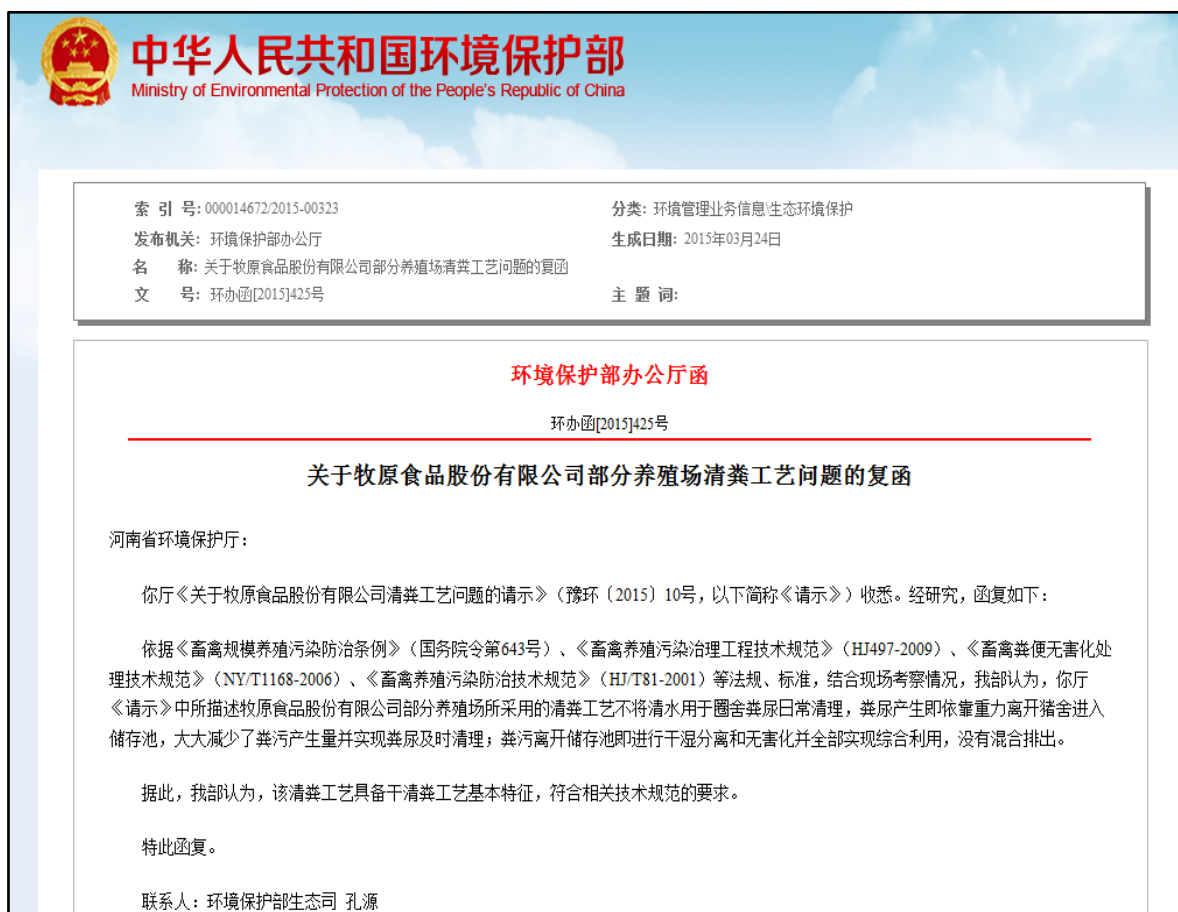 中华人民共和国环境保护部
Ministry of Environmental Protection of the People's Republic of China
索 引 号: 000014672/2015-00323 分类: 环境管理业务信息\生态环境保护
发布机关: 环境保护部办公厅 生成日期: 2015年03月24日
名 称: 关于牧原食品股份有限公司部分养殖场清粪工艺问题的复函
文 号: 环办函[2015]425号 主 题 词:
环境保护部办公厅函
环办函[2015]425号
关于牧原食品股份有限公司部分养殖场清粪工艺问题的复函
河南省环境保护厅：
你厅《关于牧原食品股份有限公司清粪工艺问题的请示》（豫环〔2015〕10号，以下简称《请示》）收悉。经研究，函复如下：
依据《畜禽规模养殖污染防治条例》（国务院令第643号）、《畜禽养殖污染治理工程技术规范》（HJ497-2009）、《畜禽粪便无害化处
理技术规范》（NY/T1168-2006）、《畜禽养殖污染防治技术规范》（HJ/T81-2001）等法规、标准，结合现场考察情况，我部认为，你厅
《请示》中所描述牧原食品股份有限公司部分养殖场所采用的清粪工艺不将清水用于圈舍粪尿日常清理，粪尿产生即依靠重力离开猪舍进入
储存池，大大减少了粪污产生量并实现粪尿及时清理；粪污离开储存池即进行干湿分离和无害化并全部实现综合利用，没有混合排出。
据此，我部认为，该清粪工艺具备干清粪工艺基本特征，符合相关技术规范的要求。
特此函复。
联系人：环境保护部生态司 孔源